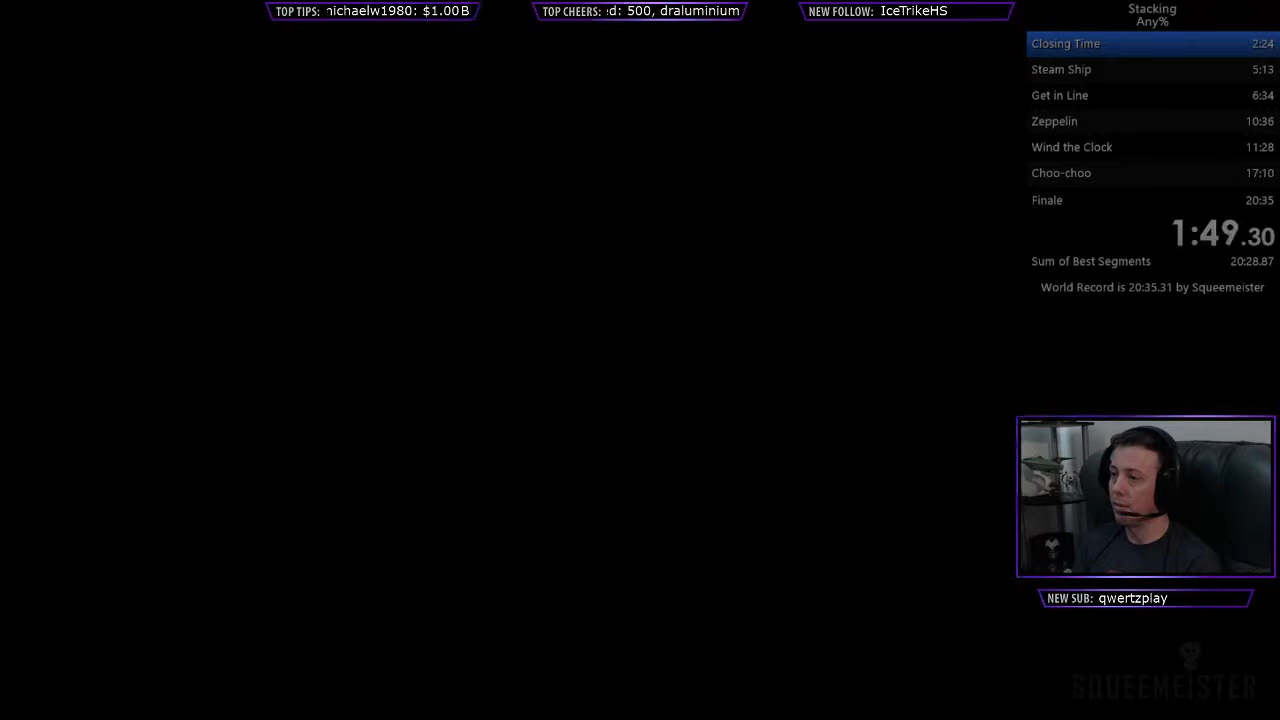 TOP TIPS: michaelw1980: $1.00B
TOP CHEERS: d: 500, draluminium
NEW FOLLOW: IceTrikeHS
Stacking
Any%
Closing Time 2:24
Steam Ship 5:13
Get in Line 6:34
Zeppelin 10:36
Wind the Clock 11:28
Choo-choo 17:10
Finale 20:35
1:49.30
Sum of Best Segments 20:28.87
World Record is 20:35.31 by Squeemeister
NEW SUB: qwertzplay
SQUEEMEISTER